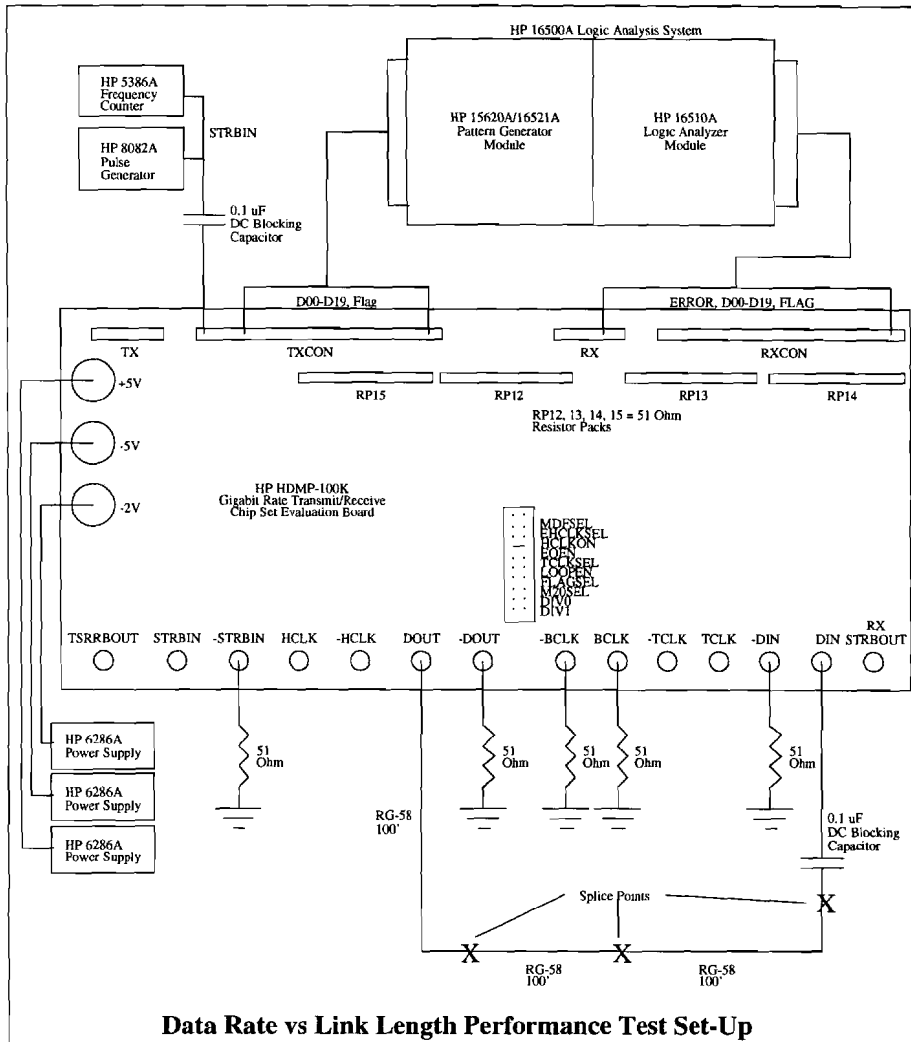 HP 16500A Logic Analysis System
HP 5386A
Frequency
Counter
STRBIN
HP 8082A
Pulse
Generator
HP 15620A/16521A
Pattern Generator
Module
HP 16510A
Logic Analyzer
Module
0.1 uF
DC Blocking
Capacitor
D00-D19, Flag
ERROR, D00-D19, FLAG
TX
TXCON
RX
RXCON
+5V
RP15
RP12
RP13
RP14
RP12, 13, 14, 15 = 51 Ohm
Resistor Packs
-5V
-2V
HP HDMP-100K
Gigabit Rate Transmit/Receive
Chip Set Evaluation Board
MDFSEL
EHCLKSEL
HCLKON
EQEN
TCLKSEL
LOOPEN
FLAGSEL
M20SEL
DIV0
DIV1
TSRRBOUT
STRBIN
-STRBIN
HCLK
-HCLK
DOUT
-DOUT
-BCLK
BCLK
-TCLK
TCLK
-DIN
DIN
RX
STRBOUT
HP 6286A
Power Supply
HP 6286A
Power Supply
HP 6286A
Power Supply
51
Ohm
51
Ohm
51
Ohm
51
Ohm
51
Ohm
RG-58
100'
0.1 uF
DC Blocking
Capacitor
Splice Points
X
X
X
RG-58
100'
RG-58
100'
Data Rate vs Link Length Performance Test Set-Up